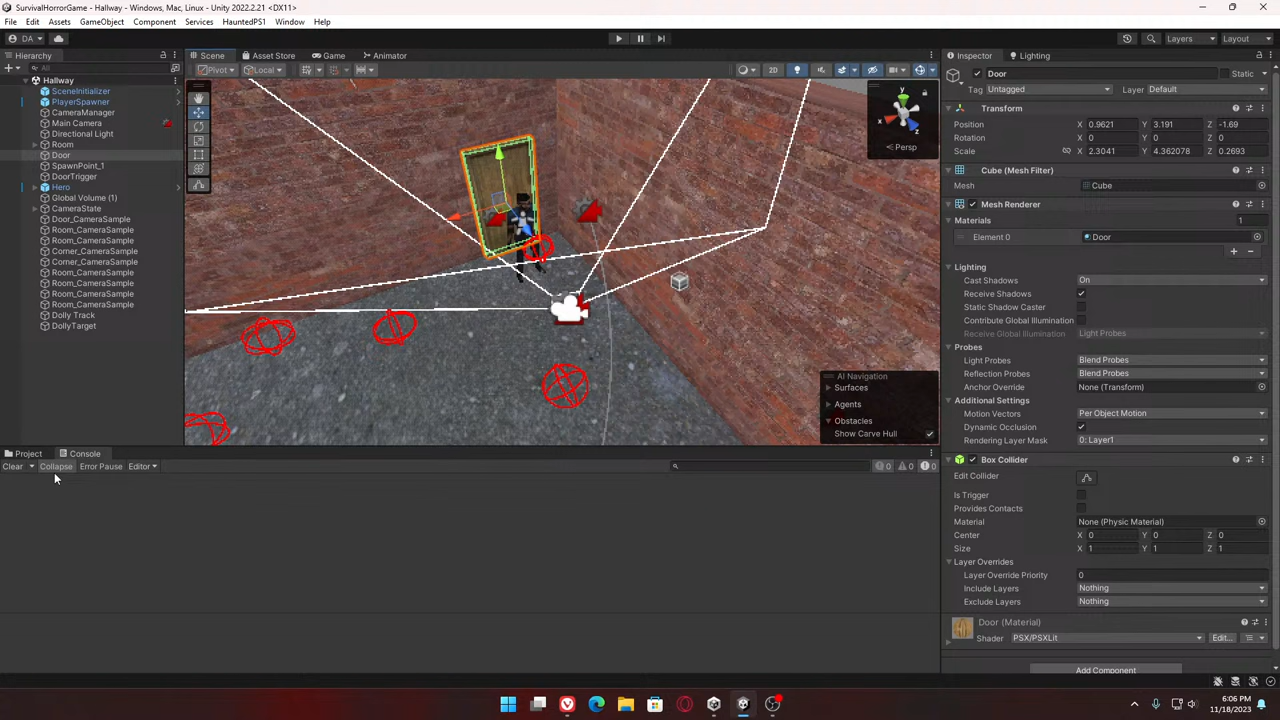 SurvivalHorrorGame - Hallway - Windows, Mac, Linux - Unity 2022.2.21 <DX11>
File Edit Assets GameObject Component Services HauntedPS1 Window Help
DA
Layers Layout
Hierarchy
All
Hallway
SceneInitializer
PlayerSpawner
CameraManager
Main Camera
Directional Light
Room
Door
SpawnPoint_1
DoorTrigger
Hero
Global Volume (1)
CameraState
Door_CameraSample
Room_CameraSample
Room_CameraSample
Corner_CameraSample
Corner_CameraSample
Room_CameraSample
Room_CameraSample
Room_CameraSample
Room_CameraSample
Dolly Track
DollyTarget
Scene Asset Store Game Animator
Pivot Local 2D
y
x
z
Persp
AI Navigation
Surfaces
Agents
Obstacles
Show Carve Hull
Project Console
Clear Collapse Error Pause Editor
0 0 0
Inspector Lighting
Door Static
Tag Untagged Layer Default
Transform
Position X 0.9621 Y 3.191 Z -1.69
Rotation X 0 Y 0 Z 0
Scale X 2.3041 Y 4.362078 Z 0.2693
Cube (Mesh Filter)
Mesh Cube
Mesh Renderer
Materials 1
Element 0 Door
Lighting
Cast Shadows On
Receive Shadows
Static Shadow Caster
Contribute Global Illumination
Receive Global Illumination Light Probes
Probes
Light Probes Blend Probes
Reflection Probes Blend Probes
Anchor Override None (Transform)
Additional Settings
Motion Vectors Per Object Motion
Dynamic Occlusion
Rendering Layer Mask 0: Layer1
Box Collider
Edit Collider
Is Trigger
Provides Contacts
Material None (Physic Material)
Center X 0 Y 0 Z 0
Size X 1 Y 1 Z 1
Layer Overrides
Layer Override Priority 0
Include Layers Nothing
Exclude Layers Nothing
Door (Material)
Shader PSX/PSXLit Edit...
Add Component
6:06 PM
11/18/2023